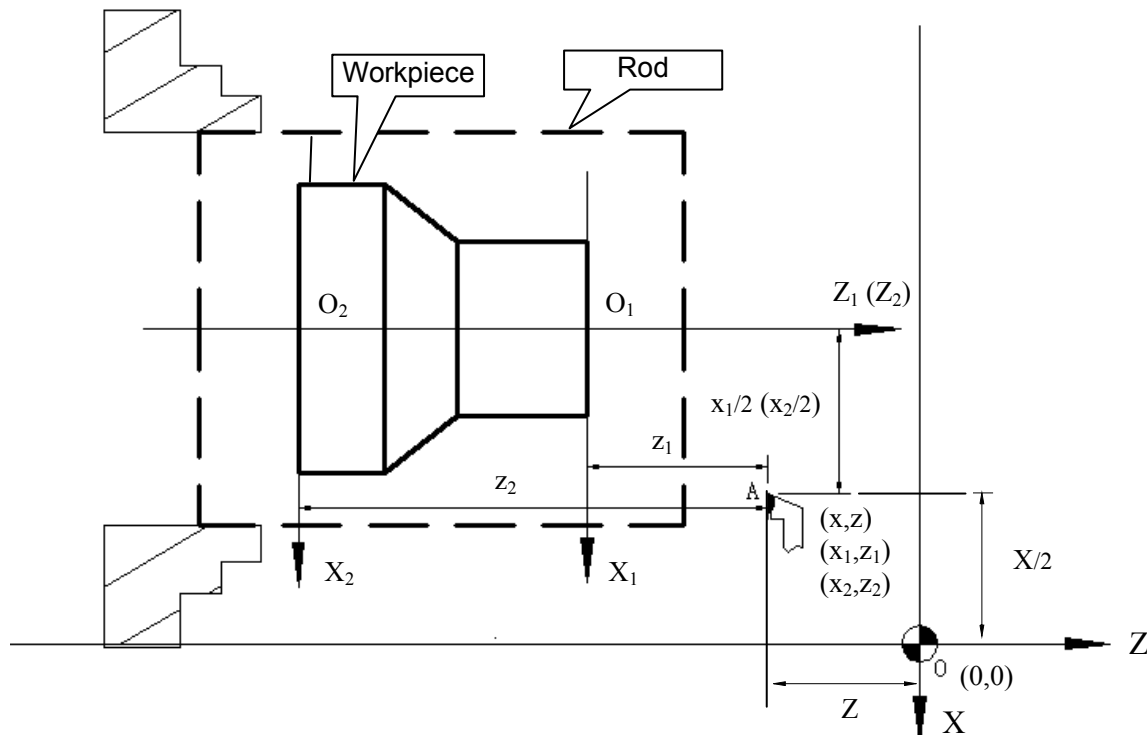 Workpiece
Rod
O₂
O₁
Z₁ (Z₂)
x₁/2 (x₂/2)
z₁
z₂
A
(x,z)
(x₁,z₁)
(x₂,z₂)
X/2
X₂
X₁
Z
O
(0,0)
Z
X